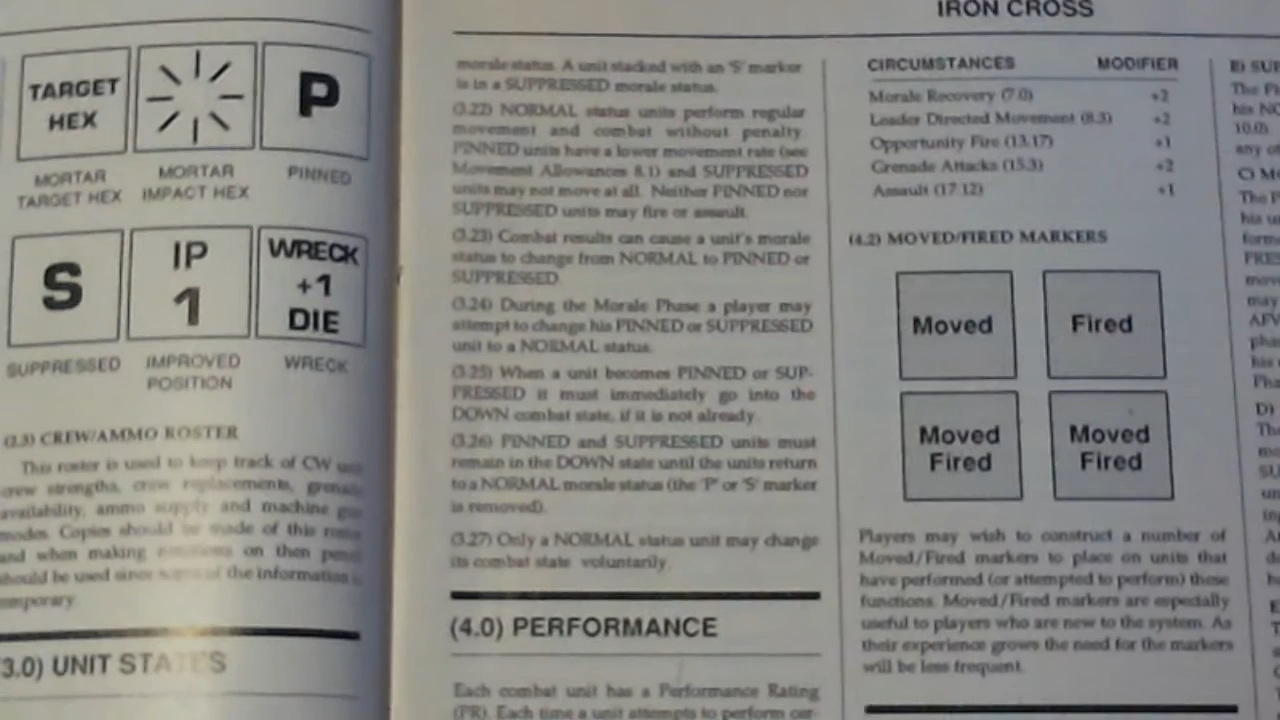 TARGET
HEX
P
MORTAR
TARGET HEX
MORTAR
IMPACT HEX
PINNED
S
IP
1
WRECK
+1
DIE
SUPPRESSED
IMPROVED
POSITION
WRECK
(2.3) CREW/AMMO ROSTER
This roster is used to keep track of CW
crew strengths, crew replacements,
availability, ammo supply and machine
modes. Copies should be made of this
and when making on then
should be used since of the information
3.0) UNIT STATES
IRON CROSS
morale status. A unit stacked with an 'S' marker
is in a SUPPRESSED morale status.
(3.22) NORMAL status units perform regular
movement and combat without penalty.
PINNED units have a lower movement rate (see
Movement Allowances 8.1) and SUPPRESSED
units may not move at all. Neither PINNED nor
SUPPRESSED units may fire or assault.
(3.23) Combat results can cause a unit's morale
status to change from NORMAL to PINNED or
SUPPRESSED.
(3.24) During the Morale Phase a player may
attempt to change his PINNED or SUPPRESSED
unit to a NORMAL status.
(3.25) When a unit becomes PINNED or SUP-
PRESSED it must immediately go into the
DOWN combat state, if it is not already.
(3.26) PINNED and SUPPRESSED units must
remain in the DOWN state until the units return
to a NORMAL morale status (the 'P' or 'S' marker
is removed).
(3.27) Only a NORMAL status unit may change
its combat state voluntarily.
(4.0) PERFORMANCE
Each combat unit has a Performance Rating
(PR). Each time a unit attempts to perform cer-
CIRCUMSTANCES MODIFIER
Morale Recovery (7.0) +2
Leader Directed Movement (8.3) +2
Opportunity Fire (13.17) +1
Grenade Attacks (15.3) +2
Assault (17.12) +1
(4.2) MOVED/FIRED MARKERS
Moved
Fired
Moved
Fired
Moved
Fired
Players may wish to construct a number of
Moved/Fired markers to place on units that
have performed (or attempted to perform) these
functions. Moved/Fired markers are especially
useful to players who are new to the system. As
their experience grows the need for the markers
will be less frequent.